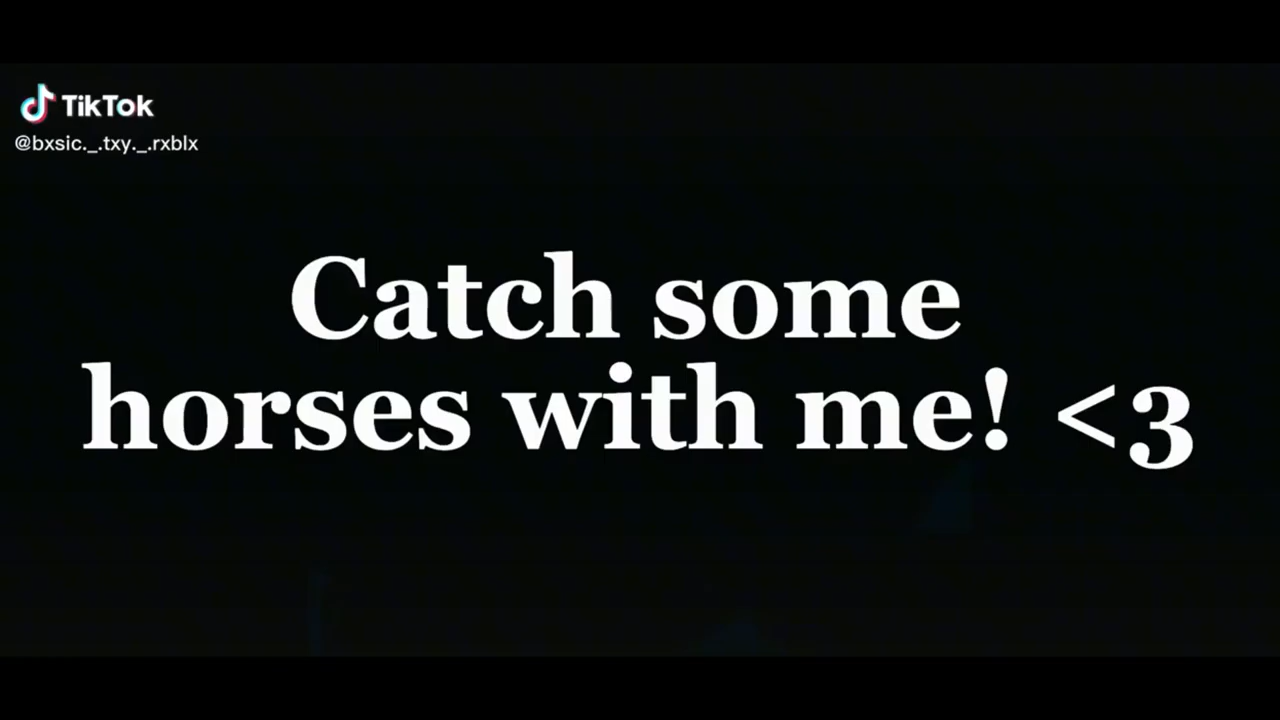 TikTok
@bxsic._.txy._.rxblx
Catch some
horses with me! <3